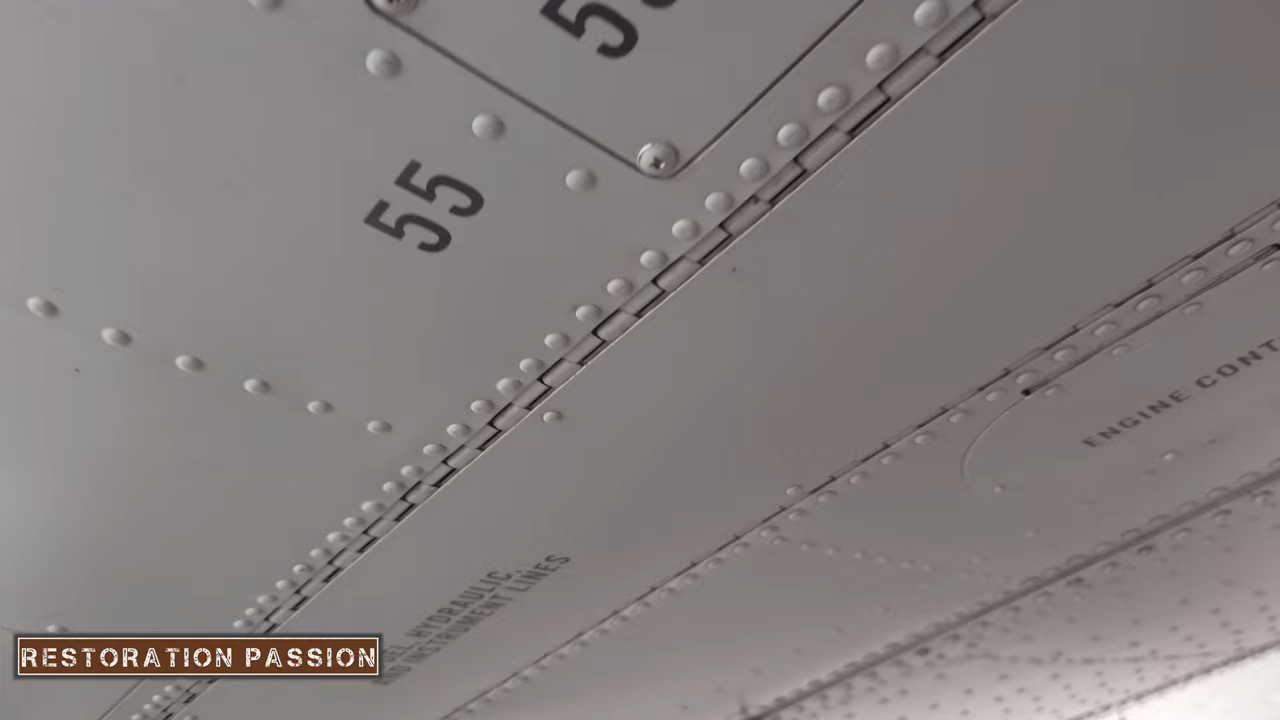 55
55
ENGINE CONT
HYDRAULIC,
INSTRUMENT LINES
RESTORATION PASSION